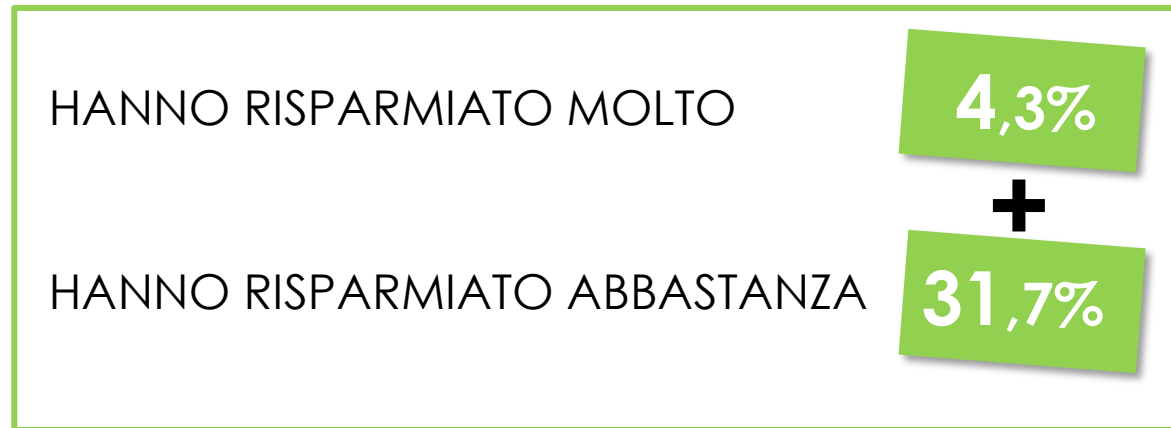 HANNO RISPARMIATO MOLTO 4,3%
+
HANNO RISPARMIATO ABBASTANZA 31,7%